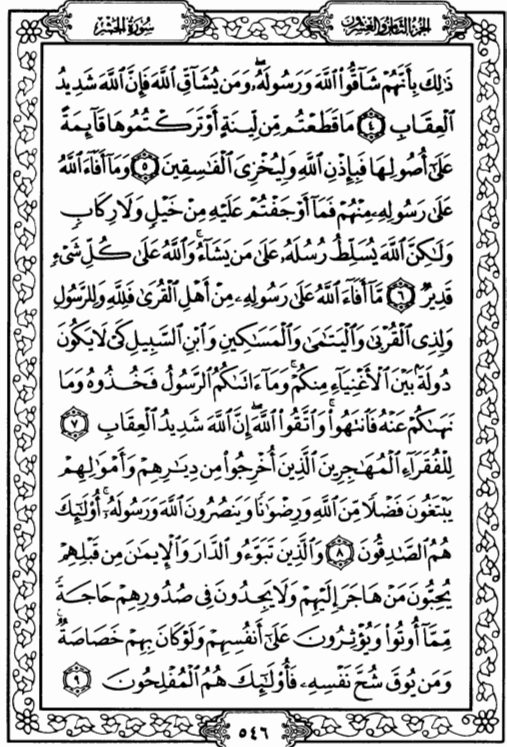 الجزء الثامن والعشرون
سورة الحشر
ذَٰلِكَ بِأَنَّهُمْ شَآقُّوا۟ ٱللَّهَ وَرَسُولَهُۥ ۖ وَمَن يُشَآقِّ ٱللَّهَ فَإِنَّ ٱللَّهَ شَدِيدُ
ٱلْعِقَابِ ٤ مَا قَطَعْتُم مِّن لِّينَةٍ أَوْ تَرَكْتُمُوهَا قَآئِمَةً
عَلَىٰٓ أُصُولِهَا فَبِإِذْنِ ٱللَّهِ وَلِيُخْزِىَ ٱلْفَـٰسِقِينَ ٥ وَمَآ أَفَآءَ ٱللَّهُ
عَلَىٰ رَسُولِهِۦ مِنْهُمْ فَمَآ أَوْجَفْتُمْ عَلَيْهِ مِنْ خَيْلٍ وَلَا رِكَابٍ
وَلَـٰكِنَّ ٱللَّهَ يُسَلِّطُ رُسُلَهُۥ عَلَىٰ مَن يَشَآءُ ۚ وَٱللَّهُ عَلَىٰ كُلِّ شَىْءٍ
قَدِيرٌ ٦ مَّآ أَفَآءَ ٱللَّهُ عَلَىٰ رَسُولِهِۦ مِنْ أَهْلِ ٱلْقُرَىٰ فَلِلَّهِ وَلِلرَّسُولِ
وَلِذِى ٱلْقُرْبَىٰ وَٱلْيَتَـٰمَىٰ وَٱلْمَسَـٰكِينِ وَٱبْنِ ٱلسَّبِيلِ كَىْ لَا يَكُونَ
دُولَةًۢ بَيْنَ ٱلْأَغْنِيَآءِ مِنكُمْ ۚ وَمَآ ءَاتَىٰكُمُ ٱلرَّسُولُ فَخُذُوهُ وَمَا
نَهَىٰكُمْ عَنْهُ فَٱنتَهُوا۟ ۚ وَٱتَّقُوا۟ ٱللَّهَ ۖ إِنَّ ٱللَّهَ شَدِيدُ ٱلْعِقَابِ ٧
لِلْفُقَرَآءِ ٱلْمُهَـٰجِرِينَ ٱلَّذِينَ أُخْرِجُوا۟ مِن دِيَـٰرِهِمْ وَأَمْوَٰلِهِمْ
يَبْتَغُونَ فَضْلًا مِّنَ ٱللَّهِ وَرِضْوَٰنًا وَيَنصُرُونَ ٱللَّهَ وَرَسُولَهُۥٓ ۚ أُو۟لَـٰٓئِكَ
هُمُ ٱلصَّـٰدِقُونَ ٨ وَٱلَّذِينَ تَبَوَّءُو ٱلدَّارَ وَٱلْإِيمَـٰنَ مِن قَبْلِهِمْ
يُحِبُّونَ مَنْ هَاجَرَ إِلَيْهِمْ وَلَا يَجِدُونَ فِى صُدُورِهِمْ حَاجَةً
مِّمَّآ أُوتُوا۟ وَيُؤْثِرُونَ عَلَىٰٓ أَنفُسِهِمْ وَلَوْ كَانَ بِهِمْ خَصَاصَةٌ ۚ
وَمَن يُوقَ شُحَّ نَفْسِهِۦ فَأُو۟لَـٰٓئِكَ هُمُ ٱلْمُفْلِحُونَ ٩
٥٤٦